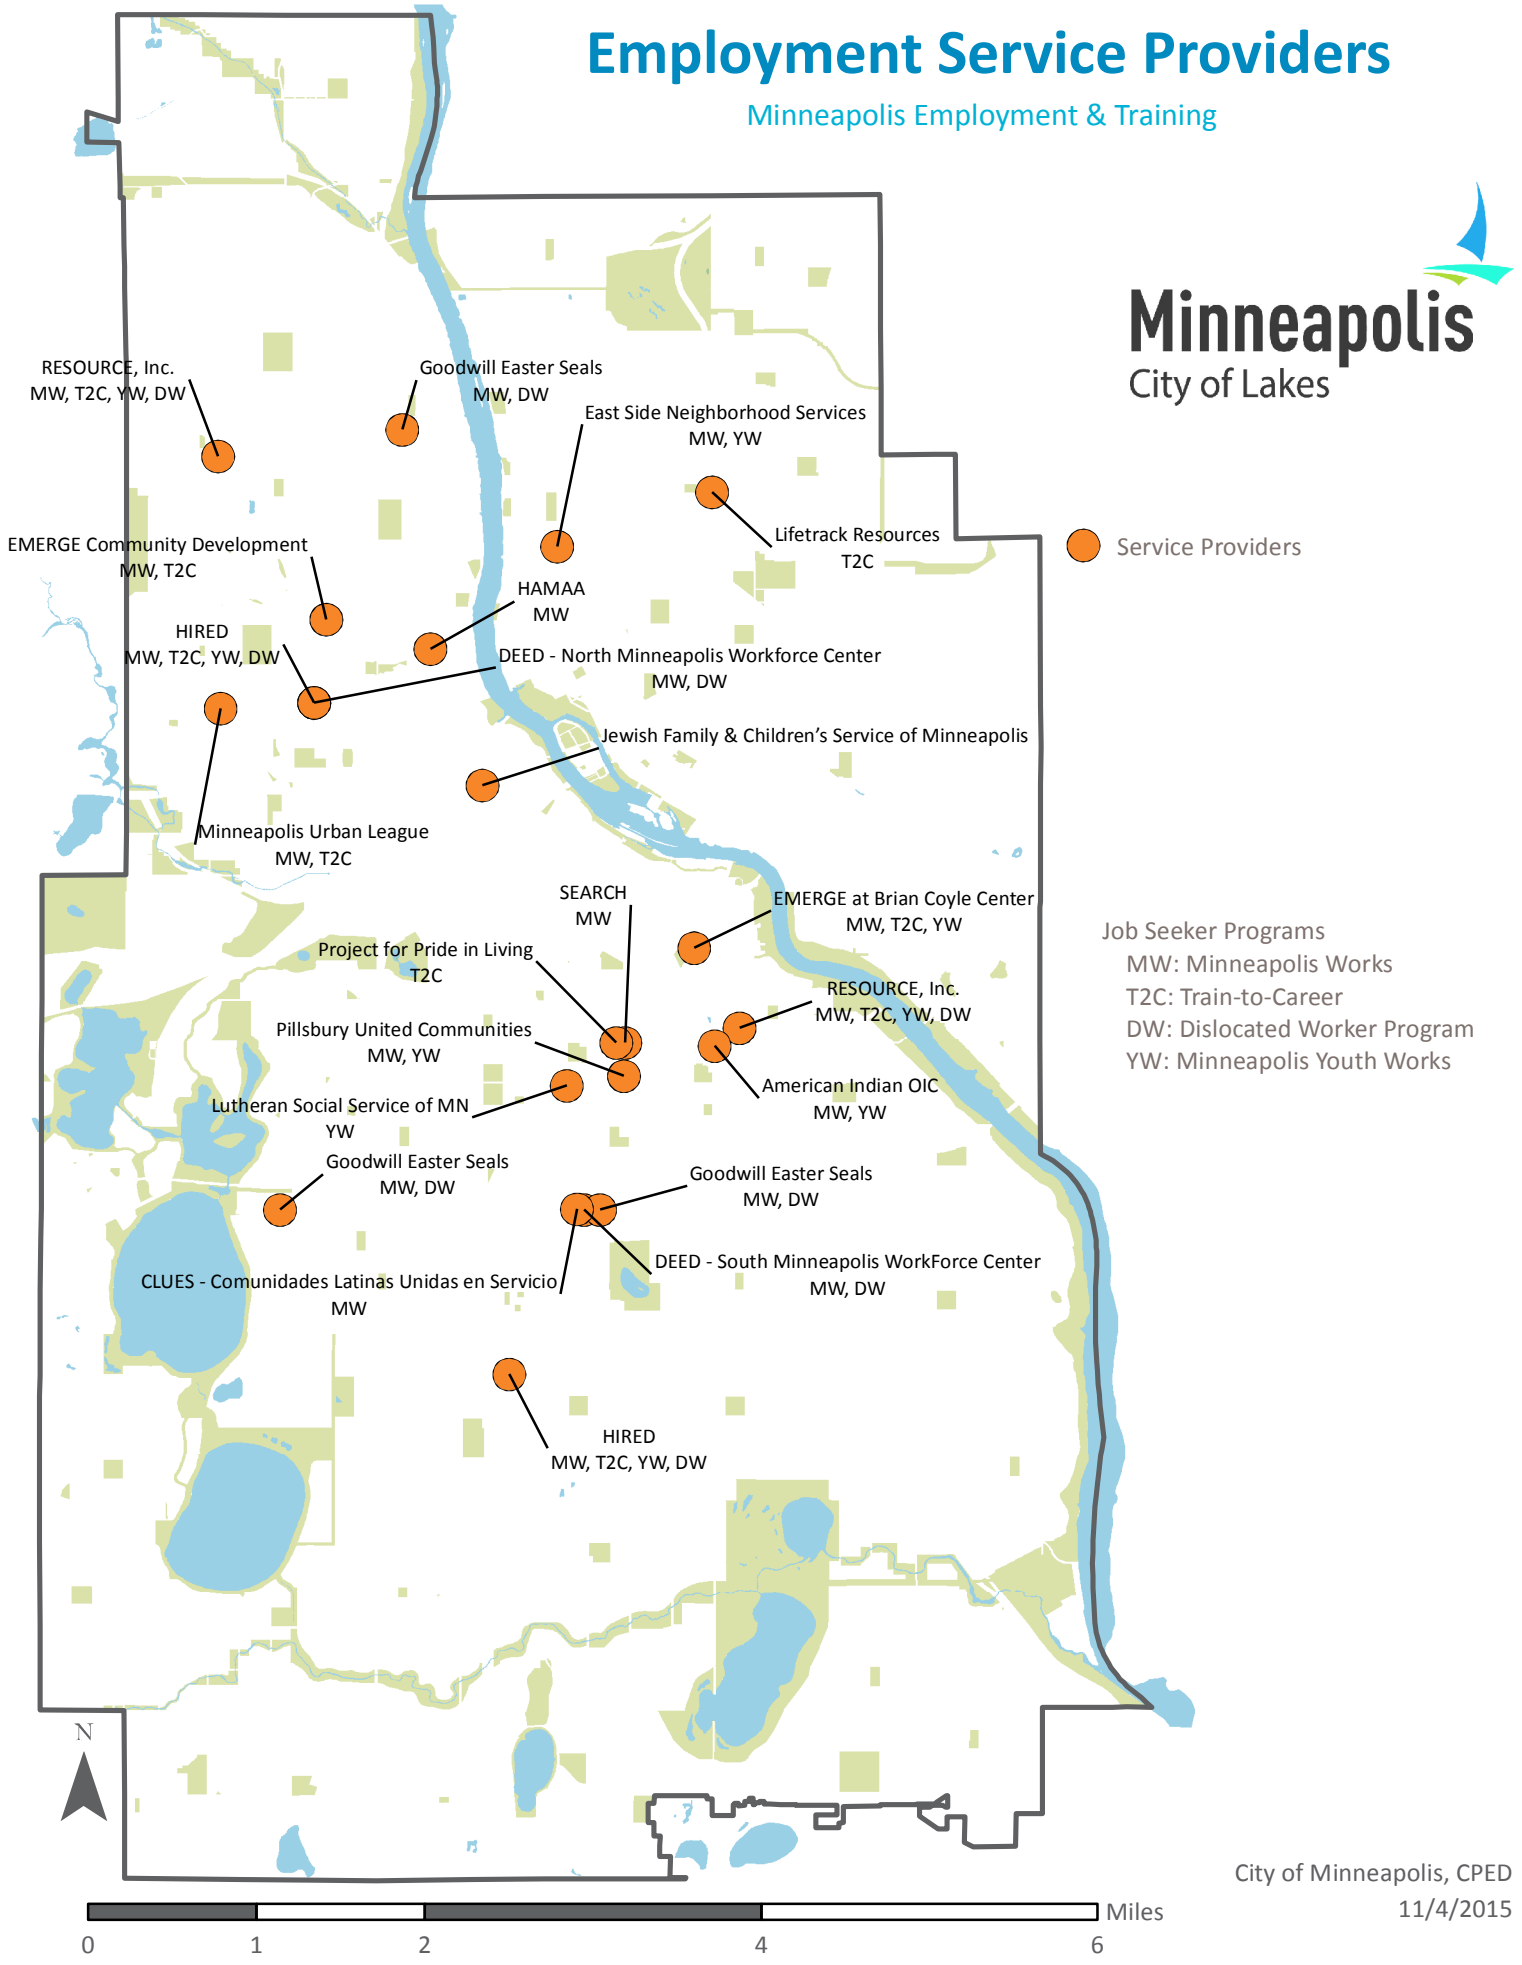 Employment Service Providers
Minneapolis Employment & Training
Minneapolis
City of Lakes
RESOURCE, Inc.
MW, T2C, YW, DW
Goodwill Easter Seals
MW, DW
East Side Neighborhood Services
MW, YW
Lifetrack Resources
T2C
Service Providers
EMERGE Community Development
MW, T2C
HAMAA
MW
HIRED
MW, T2C, YW, DW
DEED - North Minneapolis Workforce Center
MW, DW
Jewish Family & Children’s Service of Minneapolis
Minneapolis Urban League
MW, T2C
SEARCH
MW
EMERGE at Brian Coyle Center
MW, T2C, YW
Project for Pride in Living
T2C
RESOURCE, Inc.
MW, T2C, YW, DW
Pillsbury United Communities
MW, YW
American Indian OIC
MW, YW
Lutheran Social Service of MN
YW
Goodwill Easter Seals
MW, DW
Goodwill Easter Seals
MW, DW
DEED - South Minneapolis WorkForce Center
MW, DW
CLUES - Comunidades Latinas Unidas en Servicio
MW
HIRED
MW, T2C, YW, DW
Job Seeker Programs
MW: Minneapolis Works
T2C: Train-to-Career
DW: Dislocated Worker Program
YW: Minneapolis Youth Works
N
City of Minneapolis, CPED
11/4/2015
Miles
0 1 2 4 6